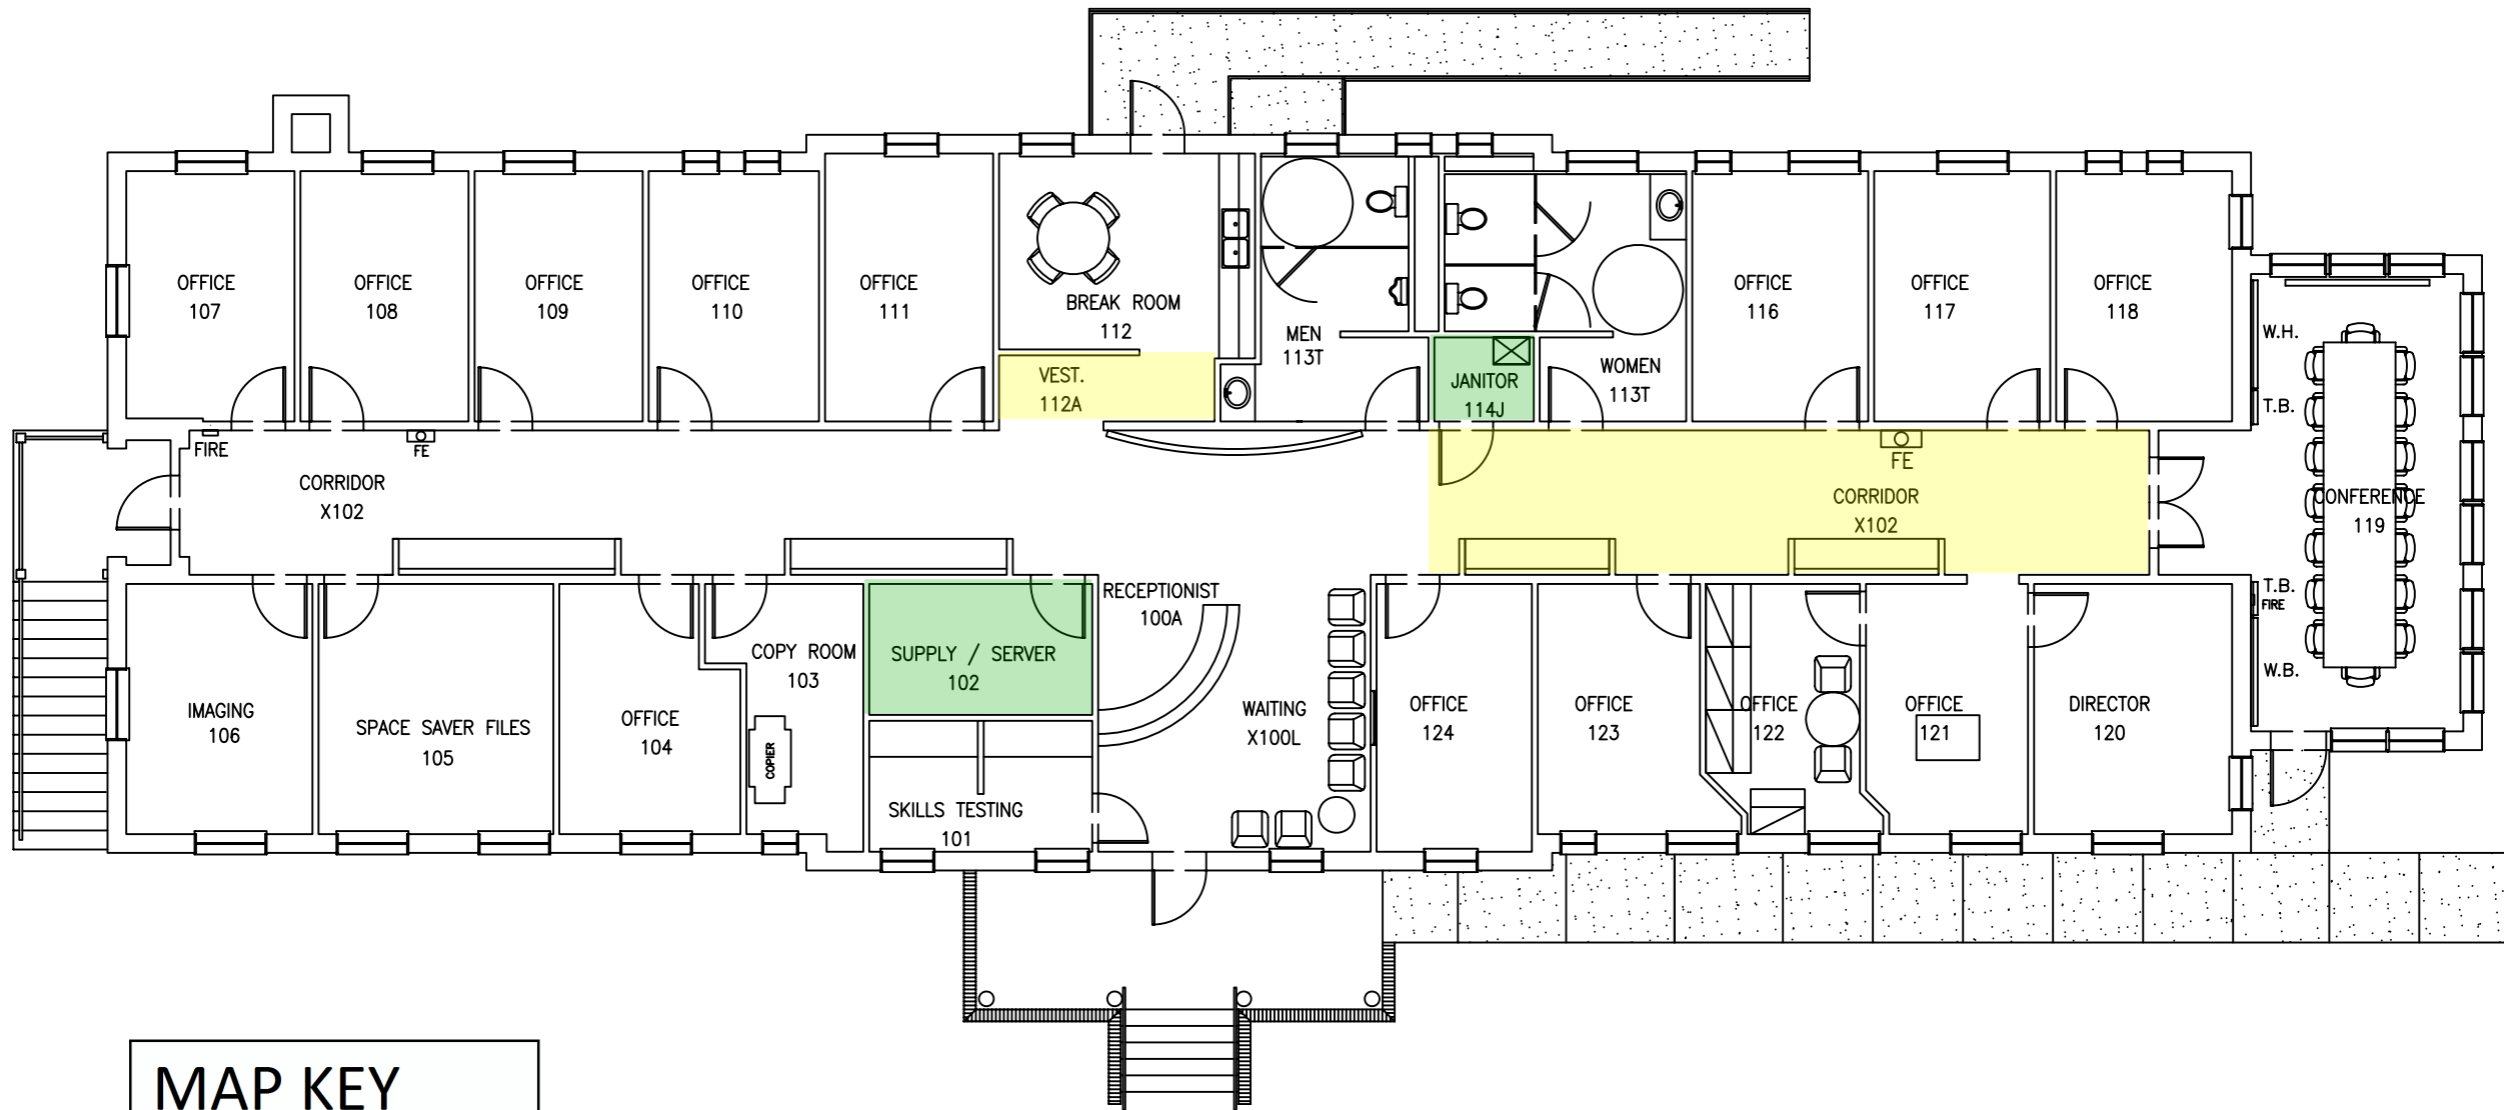 OFFICE
107
OFFICE
108
OFFICE
109
OFFICE
110
OFFICE
111
BREAK ROOM
112
VEST.
112A
MEN
113T
JANITOR
114J
WOMEN
113T
OFFICE
116
OFFICE
117
OFFICE
118
W.H.
T.B.
CONFERENCE
119
T.B.
FIRE
W.B.
FIRE
FE
CORRIDOR
X102
FE
CORRIDOR
X102
IMAGING
106
SPACE SAVER FILES
105
OFFICE
104
COPY ROOM
103
COPIER
SUPPLY / SERVER
102
SKILLS TESTING
101
RECEPTIONIST
100A
WAITING
X100L
OFFICE
124
OFFICE
123
OFFICE
122
OFFICE
121
DIRECTOR
120
MAP KEY